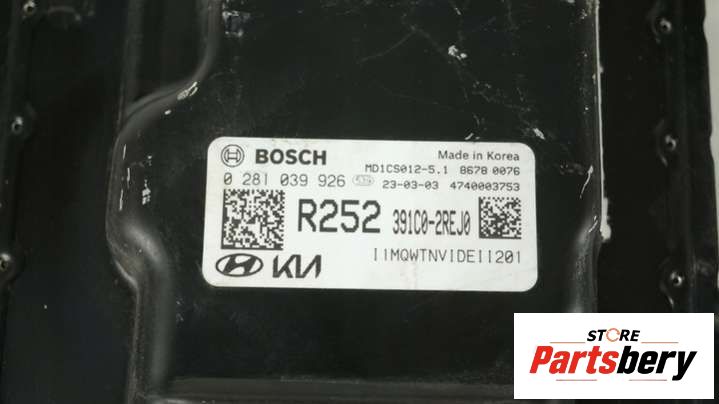 BOSCH
Made in Korea
MD1CS012-5.1 8678 0076
0 281 039 926
23-03-03 4740003753
R252
391C0-2REJ0
I1MQWTNVIDEI1201
KIA
STORE
Partsbery